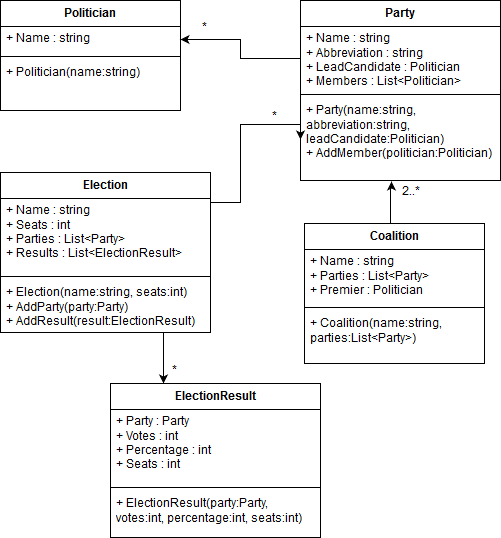 Politician
+ Name : string
+ Politician(name:string)
*
Party
+ Name : string
+ Abbreviation : string
+ LeadCandidate : Politician
+ Members : List<Politician>
+ Party(name:string,
abbreviation:string,
leadCandidate:Politician)
+ AddMember(politician:Politician)
*
Election
+ Name : string
+ Seats : int
+ Parties : List<Party>
+ Results : List<ElectionResult>
+ Election(name:string, seats:int)
+ AddParty(party:Party)
+ AddResult(result:ElectionResult)
2..*
Coalition
+ Name : string
+ Parties : List<Party>
+ Premier : Politician
+ Coalition(name:string,
parties:List<Party>)
*
ElectionResult
+ Party : Party
+ Votes : int
+ Percentage : int
+ Seats : int
+ ElectionResult(party:Party,
votes:int, percentage:int, seats:int)